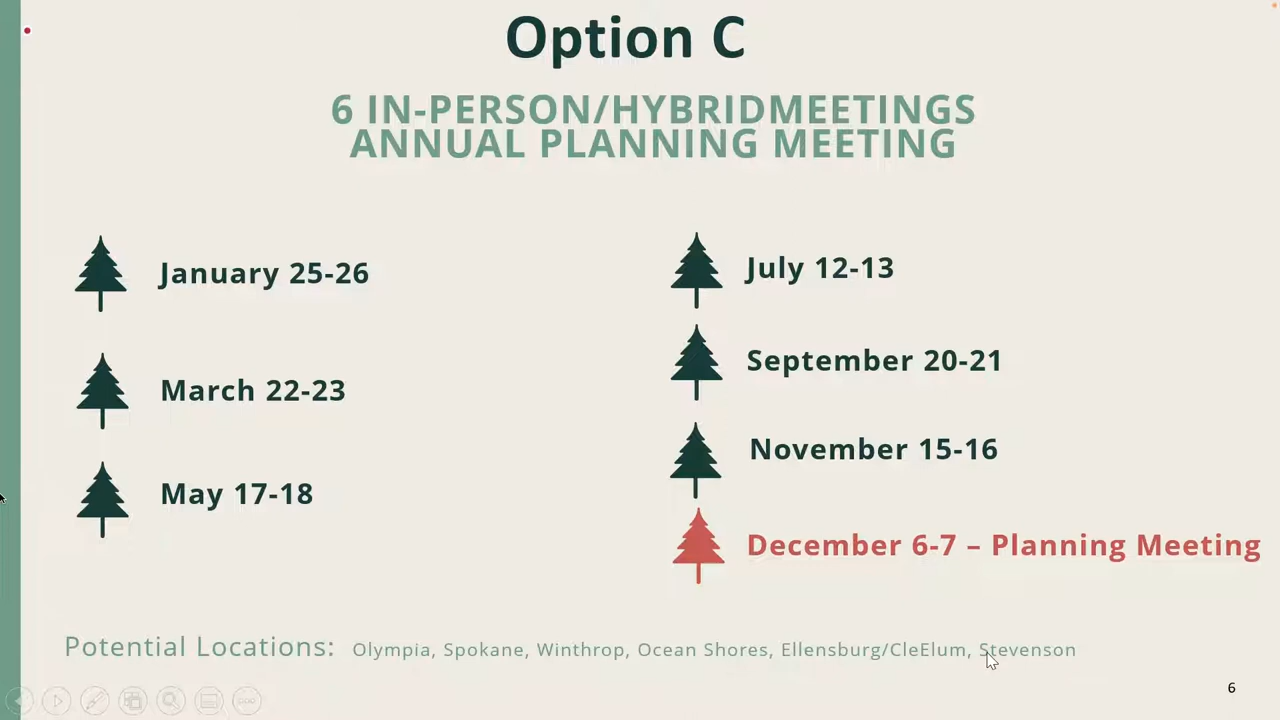 Option C
6 IN-PERSON/HYBRIDMEETINGS
ANNUAL PLANNING MEETING
January 25-26
March 22-23
May 17-18
July 12-13
September 20-21
November 15-16
December 6-7 – Planning Meeting
Potential Locations: Olympia, Spokane, Winthrop, Ocean Shores, Ellensburg/CleElum, Stevenson
6